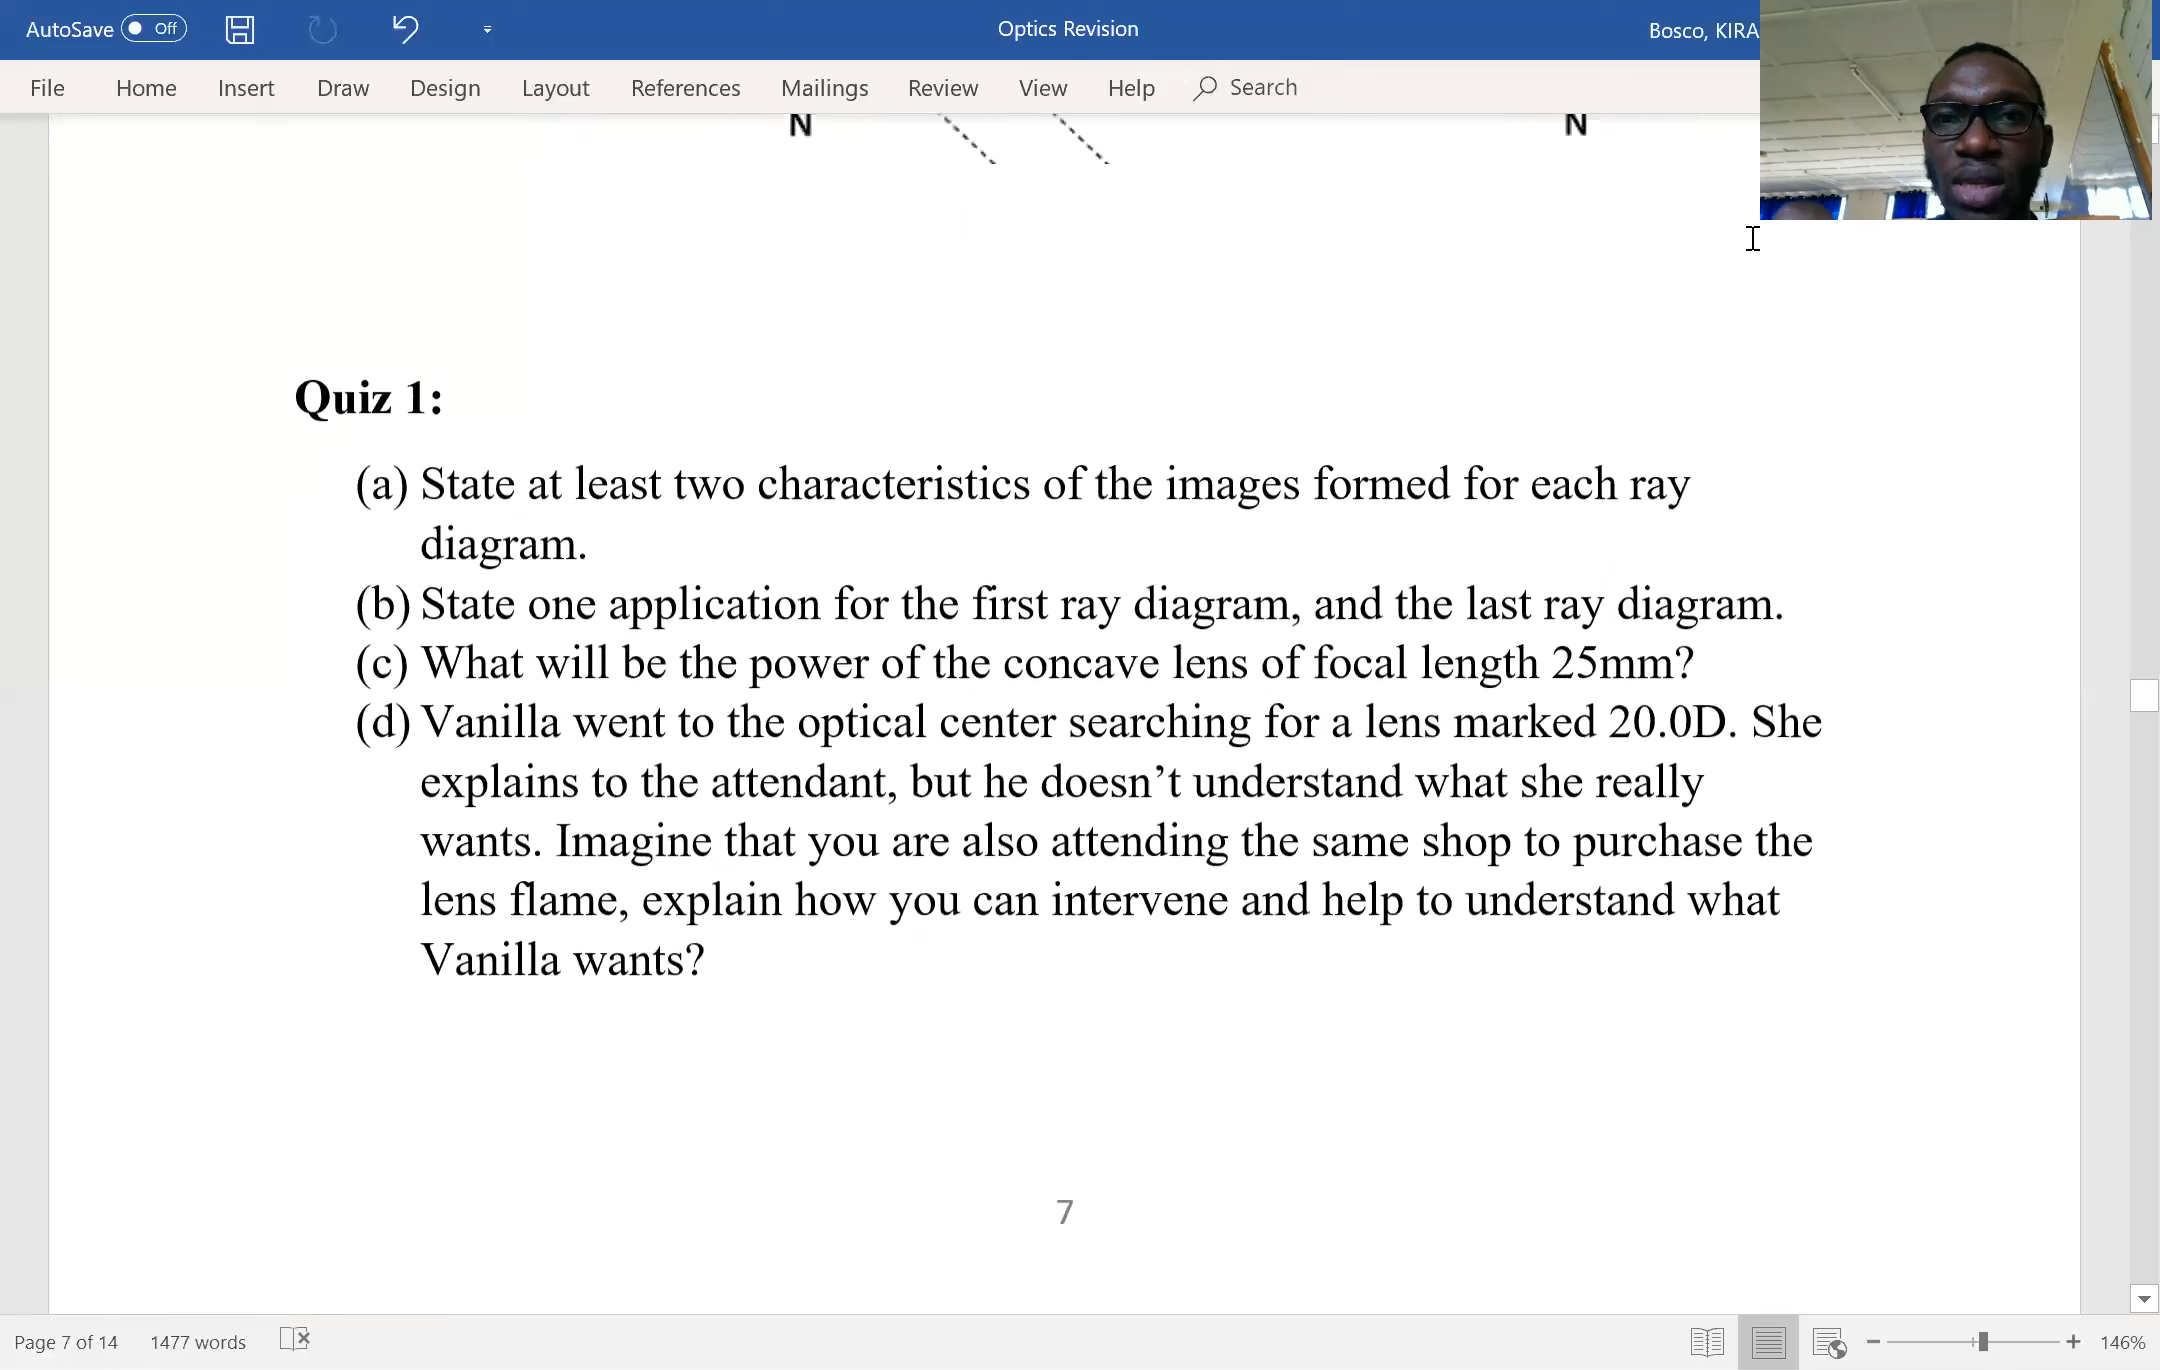 AutoSave Off Optics Revision Bosco, KIRA
File Home Insert Draw Design Layout References Mailings Review View Help Search
N N
Quiz 1:
(a) State at least two characteristics of the images formed for each ray
diagram.
(b) State one application for the first ray diagram, and the last ray diagram.
(c) What will be the power of the concave lens of focal length 25mm?
(d) Vanilla went to the optical center searching for a lens marked 20.0D. She
explains to the attendant, but he doesn’t understand what she really
wants. Imagine that you are also attending the same shop to purchase the
lens flame, explain how you can intervene and help to understand what
Vanilla wants?
7
Page 7 of 14 1477 words 146%